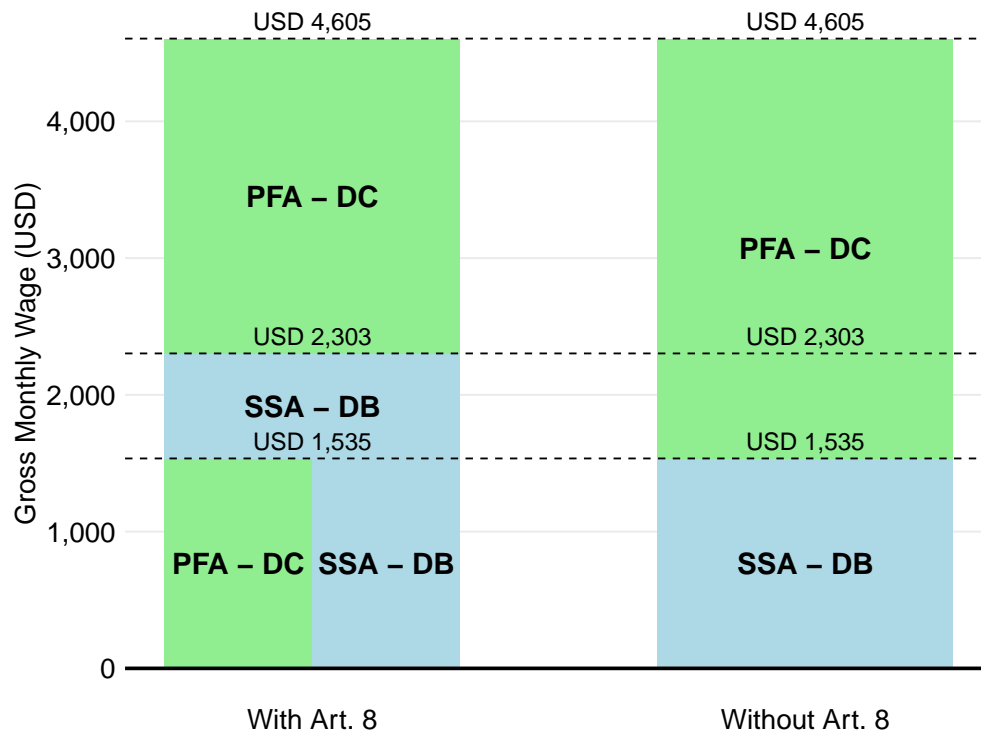 USD 4,605
USD 4,605
4,000
PFA – DC
PFA – DC
3,000
USD 2,303
USD 2,303
2,000
SSA – DB
USD 1,535
USD 1,535
1,000
PFA – DC
SSA – DB
SSA – DB
0
Gross Monthly Wage (USD)
With Art. 8
Without Art. 8